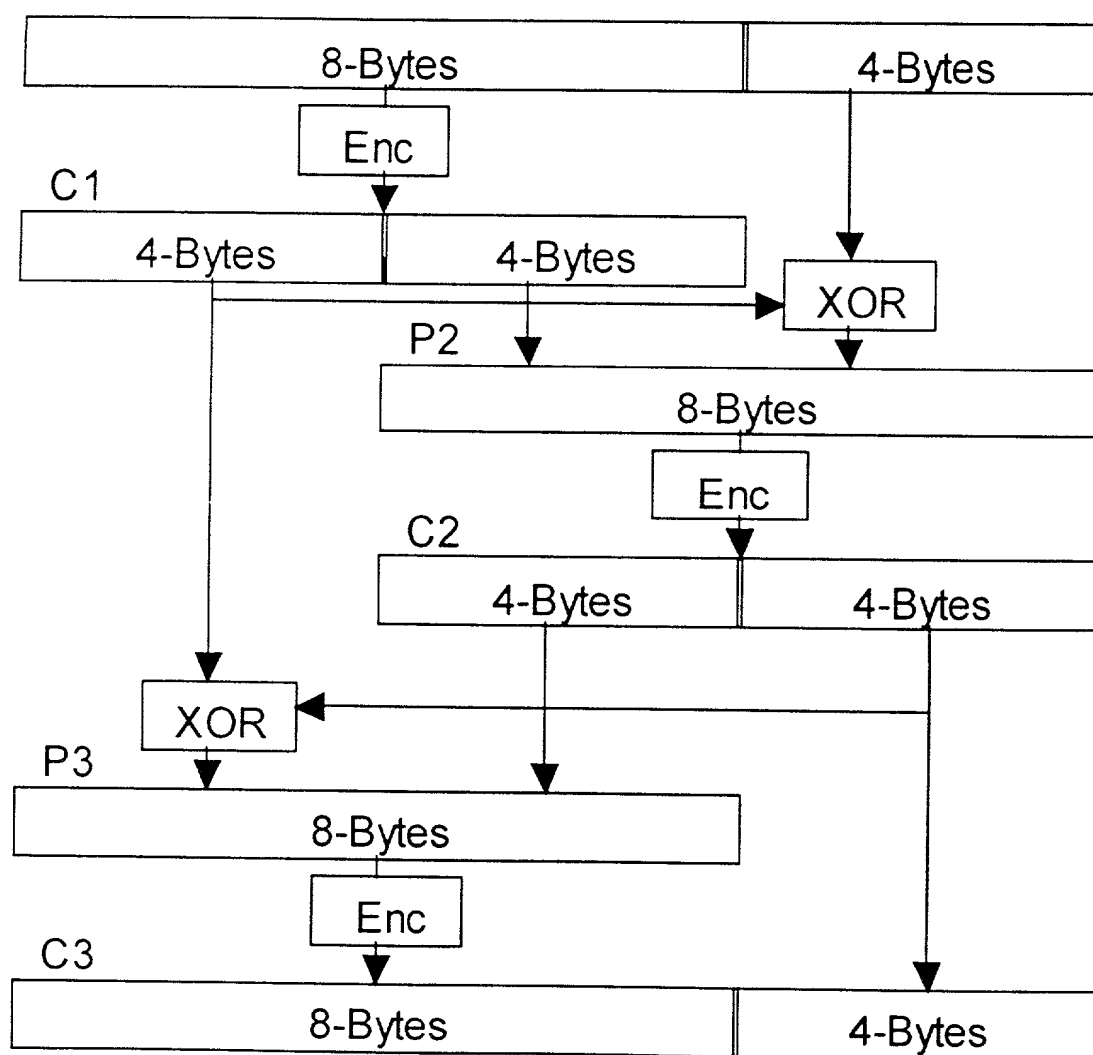 8-Bytes 4-Bytes
Enc
C1
4-Bytes 4-Bytes
XOR
P2
8-Bytes
Enc
C2
4-Bytes 4-Bytes
XOR
P3
8-Bytes
Enc
C3
8-Bytes 4-Bytes